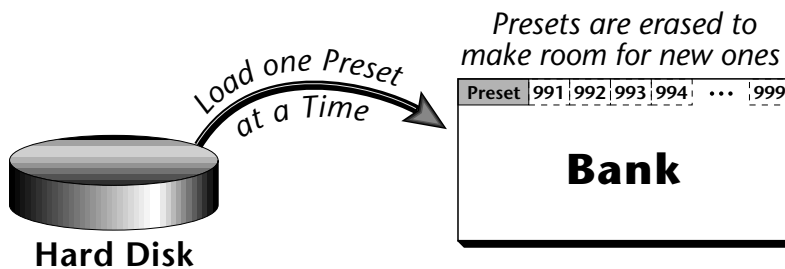 Presets are erased to
make room for new ones
Load one Preset
at a Time
Preset 991 992 993 994 ... 999
Bank
Hard Disk